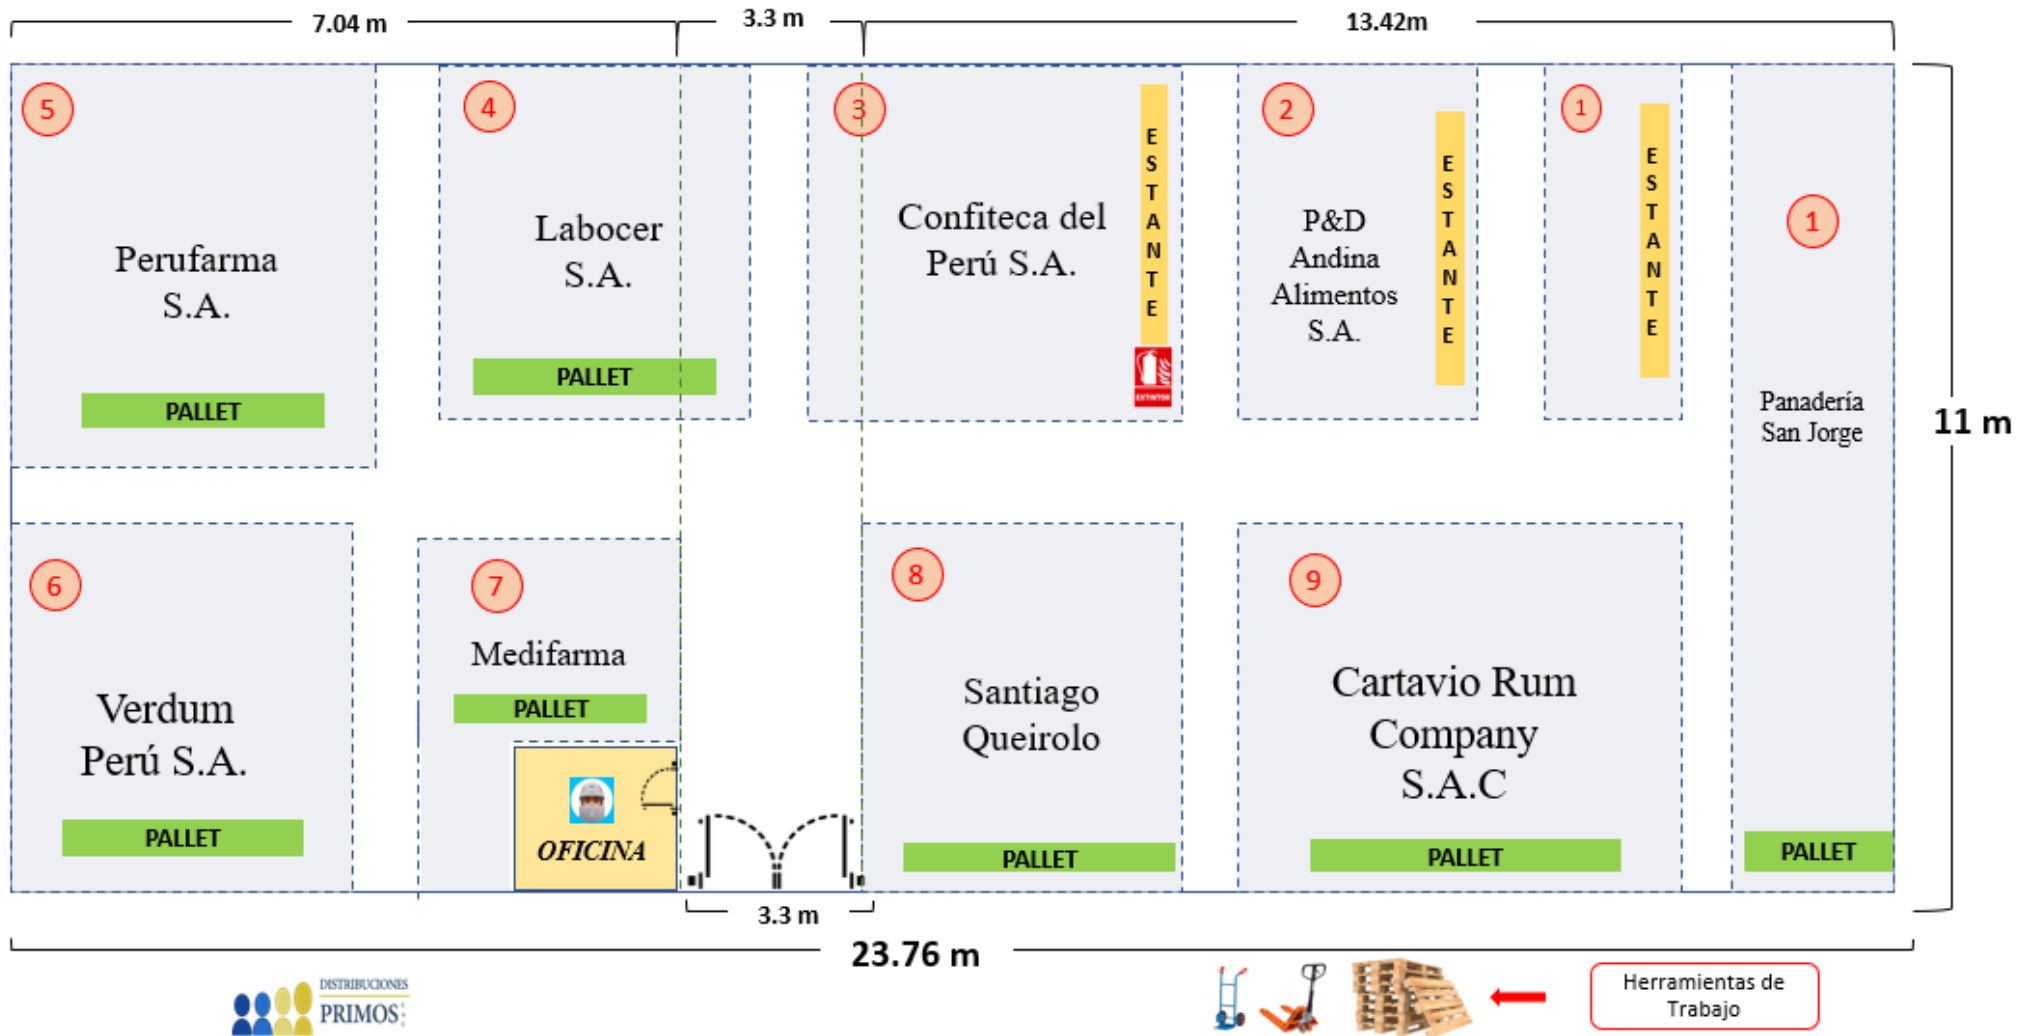 7.04 m
3.3 m
13.42m
5
4
3
2
1
1
ESTANTE
ESTANTE
ESTANTE
Perufarma
S.A.
Labocer
S.A.
Confiteca del
Perú S.A.
P&D
Andina
Alimentos
S.A.
EXTINTOR
PALLET
PALLET
Panadería
San Jorge
11 m
6
7
8
9
Verdum
Perú S.A.
Medifarma
Santiago
Queirolo
Cartavio Rum
Company
S.A.C
PALLET
PALLET
OFICINA
PALLET
PALLET
PALLET
3.3 m
23.76 m
DISTRIBUCIONES
PRIMOS
Herramientas de
Trabajo